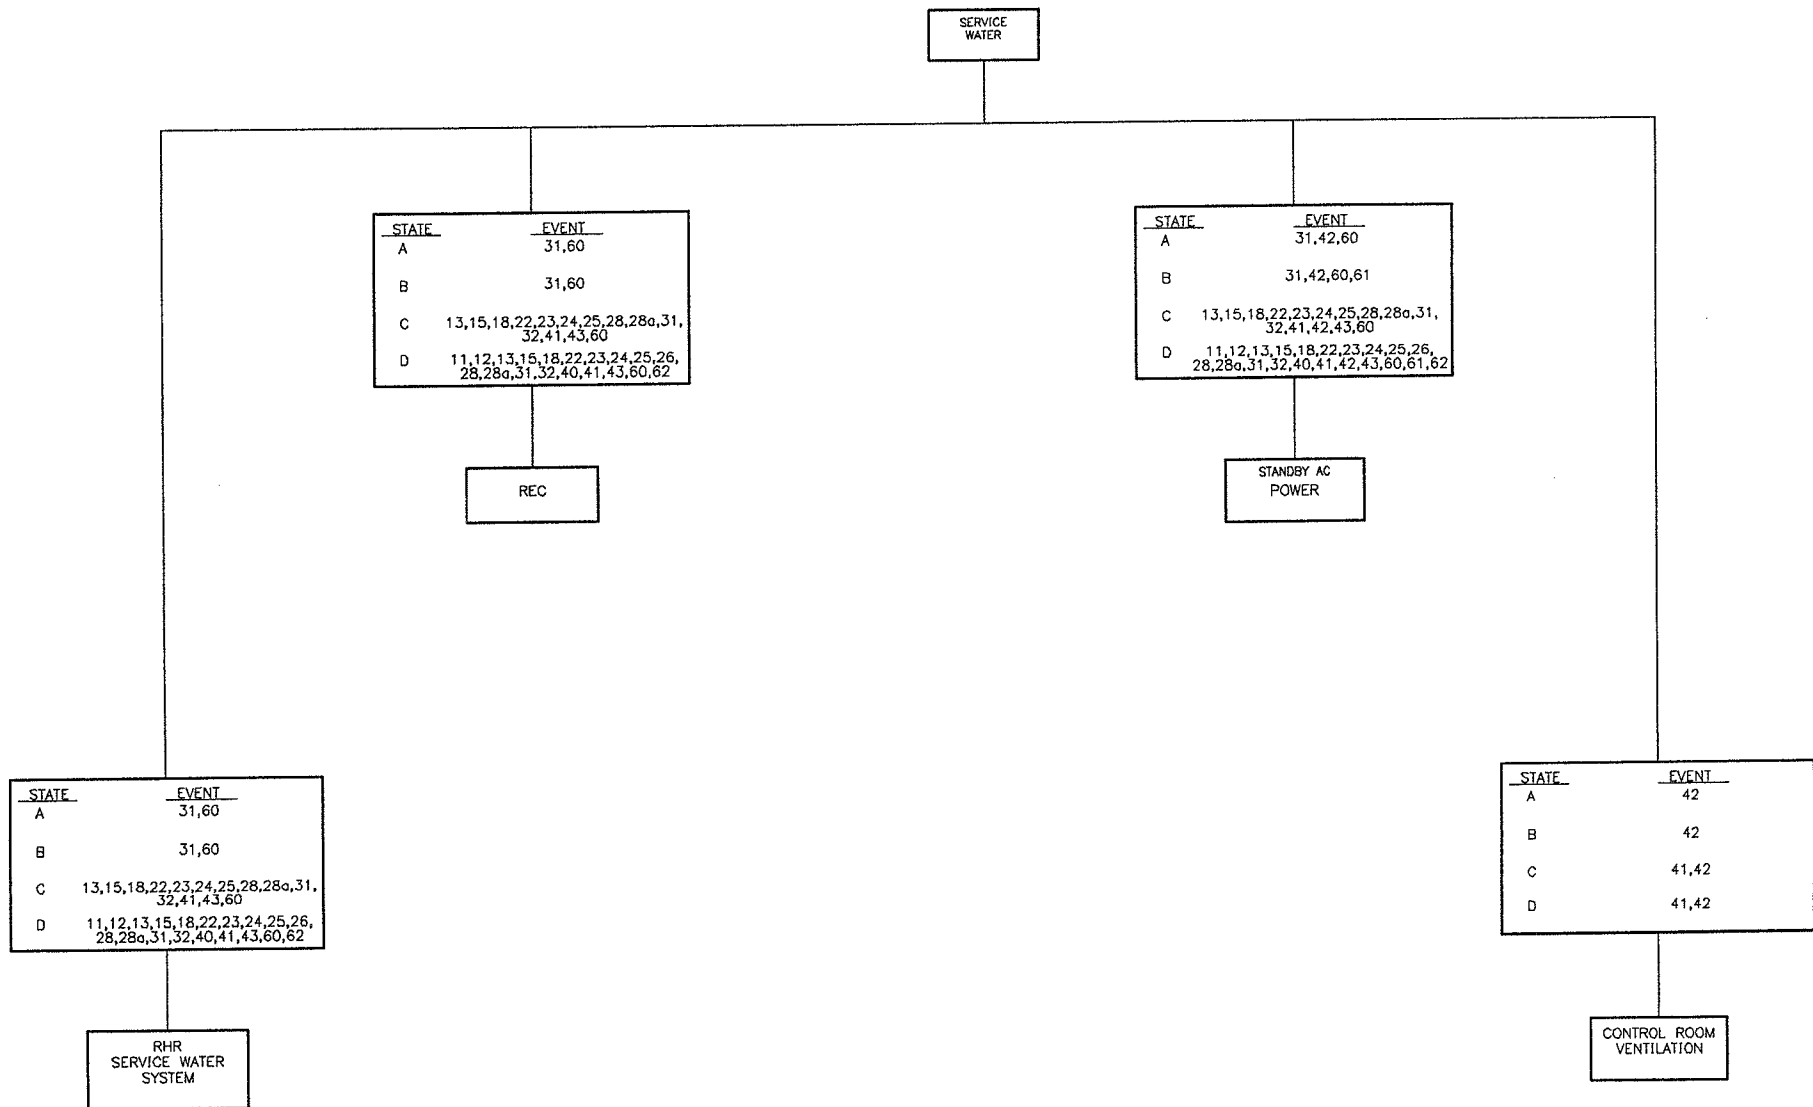 SERVICE
WATER
STATE EVENT
A 31,60
B 31,60
C 13,15,18,22,23,24,25,28,28a,31,
32,41,43,60
D 11,12,13,15,18,22,23,24,25,26,
28,28a,31,32,40,41,43,60,62
REC
STATE EVENT
A 31,42,60
B 31,42,60,61
C 13,15,18,22,23,24,25,28,28a,31,
32,41,42,43,60
D 11,12,13,15,18,22,23,24,25,26,
28,28a,31,32,40,41,42,43,60,61,62
STANDBY AC
POWER
STATE EVENT
A 31,60
B 31,60
C 13,15,18,22,23,24,25,28,28a,31,
32,41,43,60
D 11,12,13,15,18,22,23,24,25,26,
28,28a,31,32,40,41,43,60,62
RHR
SERVICE WATER
SYSTEM
STATE EVENT
A 42
B 42
C 41,42
D 41,42
CONTROL ROOM
VENTILATION